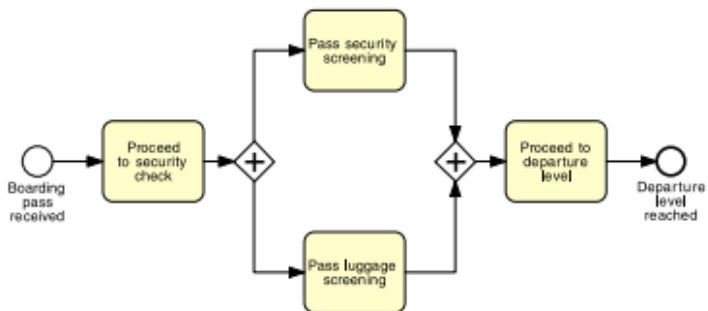 Pass security
screening
Proceed
to security
check
Boarding
pass
received
Proceed to
departure
level
Departure
level
reached
Pass luggage
screening